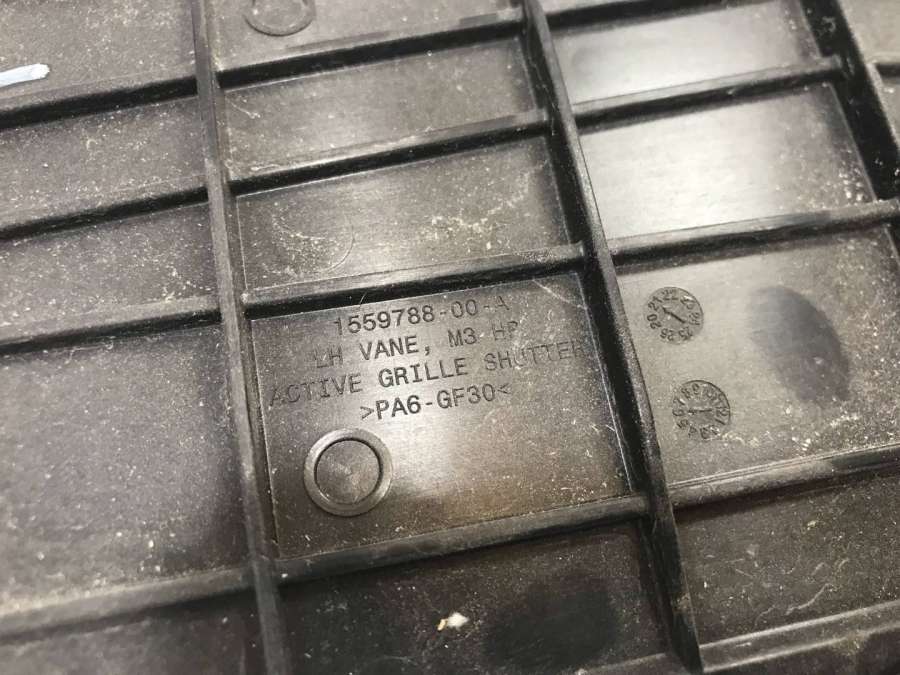 1559788-00-A
LH VANE, M3 HP
ACTIVE GRILLE SHUTTER
>PA6-GF30<